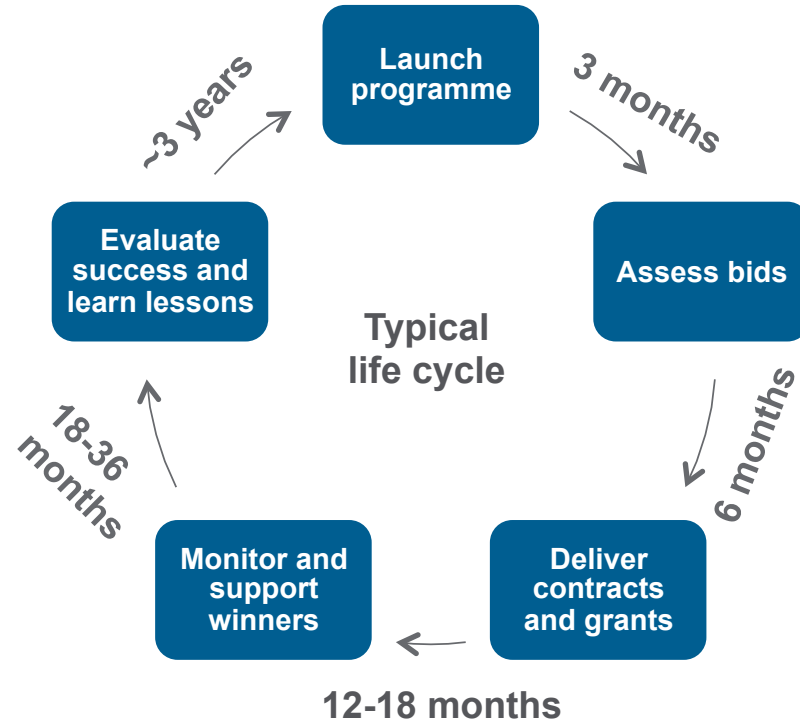 Launch
programme
3 months
Assess bids
6 months
Deliver
contracts
and grants
12-18 months
Monitor and
support
winners
18-36
months
Evaluate
success and
learn lessons
~3 years
Typical
life cycle